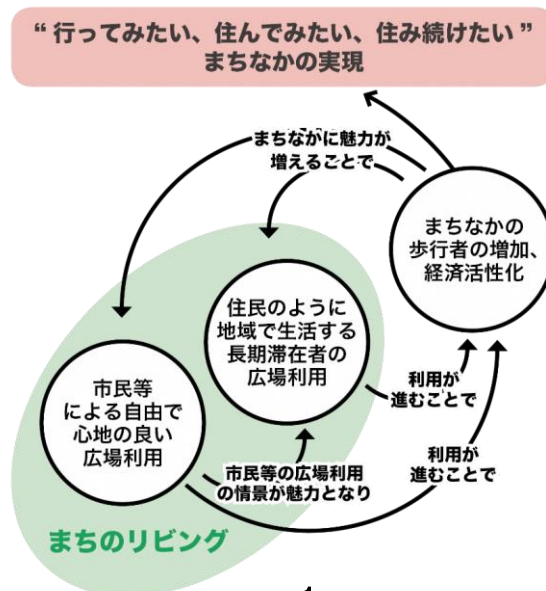 “ 行ってみたい、住んでみたい、住み続けたい ”
まちなかの実現
まちなかに魅力が
増えることで
まちなかの
歩行者の増加、
経済活性化
住民のように
地域で生活する
長期滞在者の
広場利用
市民等
による自由で
心地の良い
広場利用
利用が
進むことで
利用が
進むことで
市民等の広場利用
の情景が魅力となり
まちのリビング